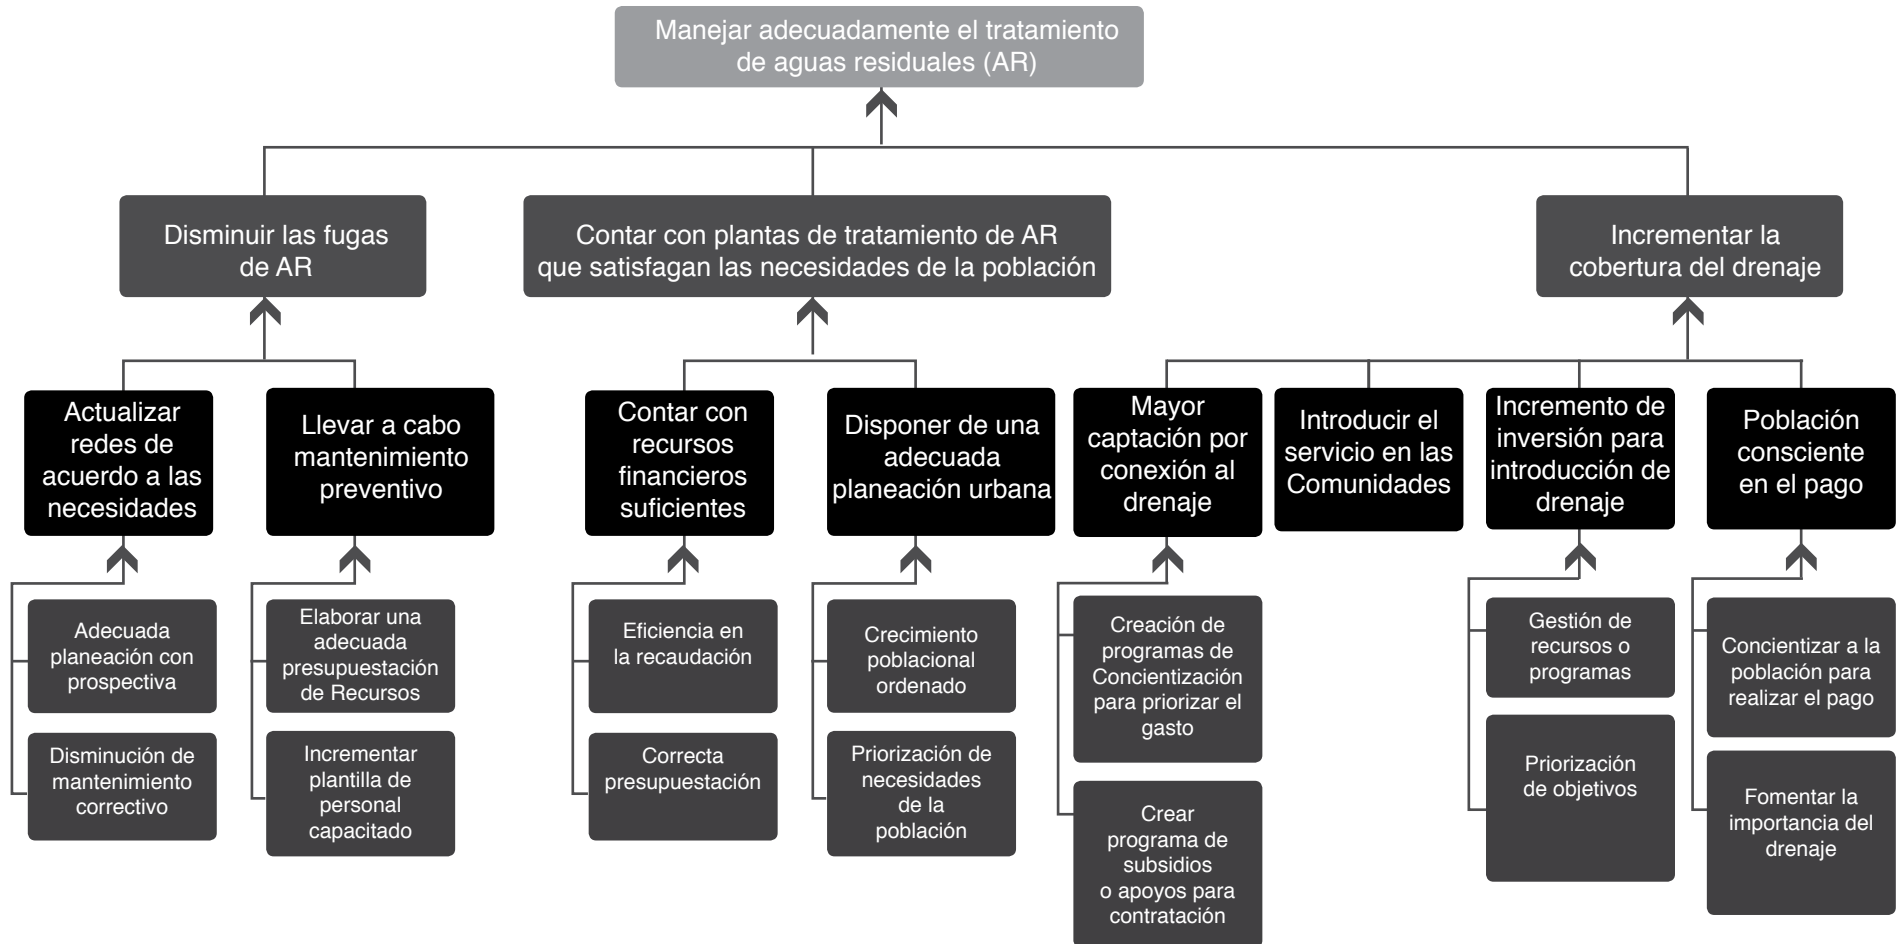 Manejar adecuadamente el tratamiento
de aguas residuales (AR)
Disminuir las fugas
de AR
Contar con plantas de tratamiento de AR
que satisfagan las necesidades de la población
Incrementar la
cobertura del drenaje
Actualizar
redes de
acuerdo a las
necesidades
Llevar a cabo
mantenimiento
preventivo
Contar con
recursos
financieros
suficientes
Disponer de una
adecuada
planeación urbana
Mayor
captación por
conexión al
drenaje
Introducir el
servicio en las
Comunidades
Incremento de
inversión para
introducción de
drenaje
Población
consciente
en el pago
Adecuada
planeación con
prospectiva
Elaborar una
adecuada
presupuestación
de Recursos
Eficiencia en
la recaudación
Crecimiento
poblacional
ordenado
Creación de
programas de
Concientización
para priorizar el
gasto
Gestión de
recursos o
programas
Concientizar a la
población para
realizar el pago
Disminución de
mantenimiento
correctivo
Incrementar
plantilla de
personal
capacitado
Correcta
presupuestación
Priorización de
necesidades
de la
población
Crear
programa de
subsidios
o apoyos para
contratación
Priorización
de objetivos
Fomentar la
importancia del
drenaje